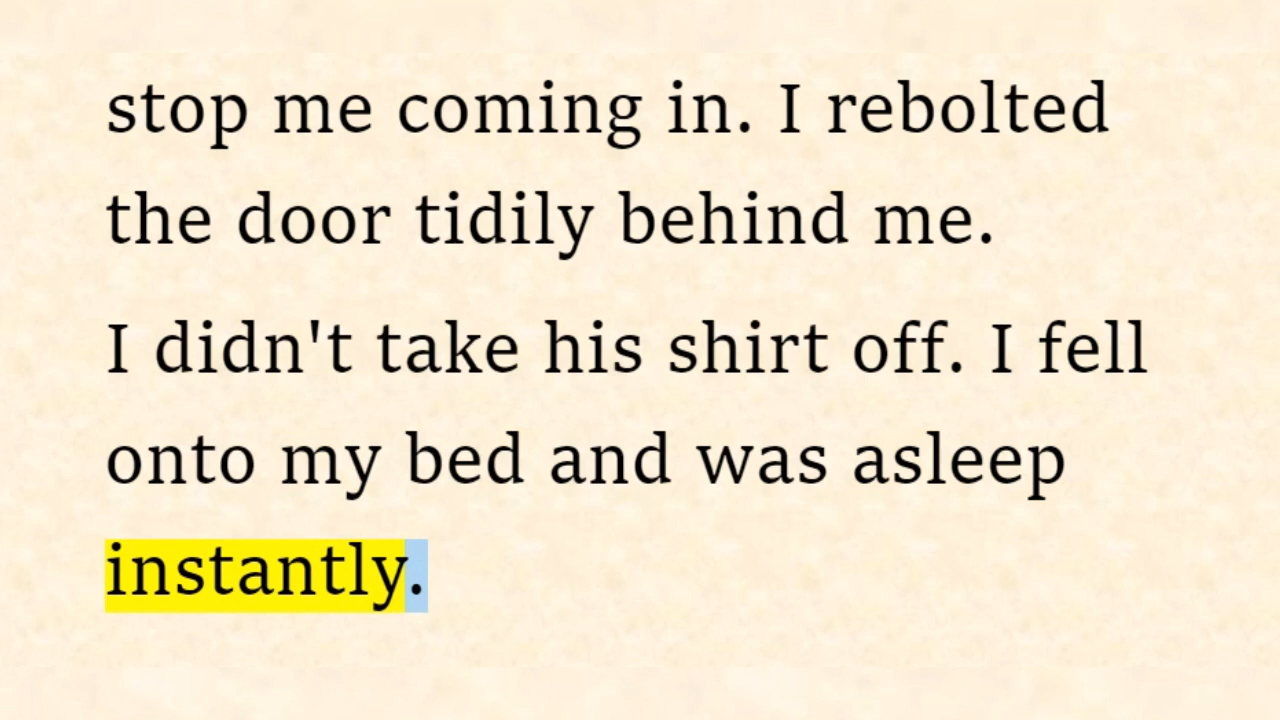 stop me coming in. I rebolted
the door tidily behind me.
I didn't take his shirt off. I fell
onto my bed and was asleep
instantly.